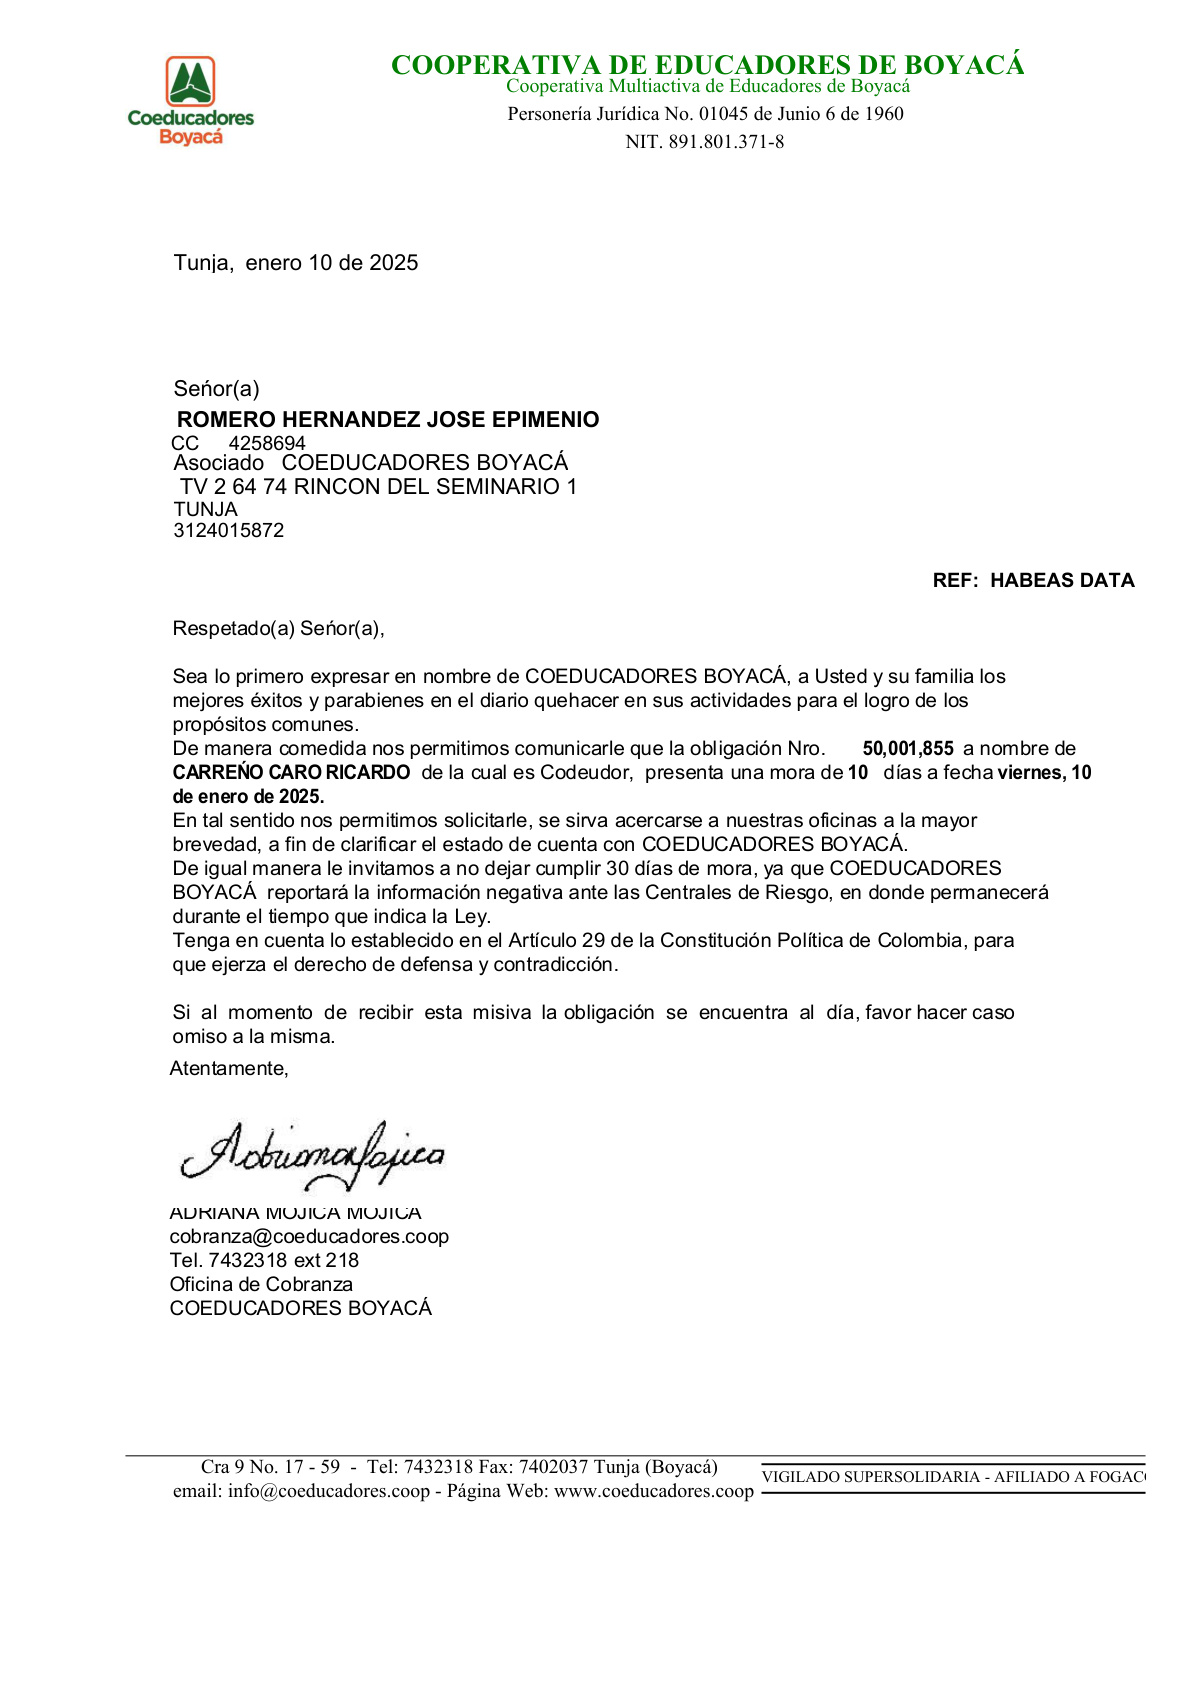 Coeducadores
Boyacá
COOPERATIVA DE EDUCADORES DE BOYACÁ
Cooperativa Multiactiva de Educadores de Boyacá
Personería Jurídica No. 01045 de Junio 6 de 1960
NIT. 891.801.371-8
Tunja, enero 10 de 2025
Seńor(a)
ROMERO HERNANDEZ JOSE EPIMENIO
CC 4258694
Asociado COEDUCADORES BOYACÁ
TV 2 64 74 RINCON DEL SEMINARIO 1
TUNJA
3124015872
REF: HABEAS DATA
Respetado(a) Seńor(a),
Sea lo primero expresar en nombre de COEDUCADORES BOYACÁ, a Usted y su familia los
mejores éxitos y parabienes en el diario quehacer en sus actividades para el logro de los
propósitos comunes.
De manera comedida nos permitimos comunicarle que la obligación Nro. 50,001,855 a nombre de
CARREŃO CARO RICARDO de la cual es Codeudor, presenta una mora de 10 días a fecha viernes, 10
de enero de 2025.
En tal sentido nos permitimos solicitarle, se sirva acercarse a nuestras oficinas a la mayor
brevedad, a fin de clarificar el estado de cuenta con COEDUCADORES BOYACÁ.
De igual manera le invitamos a no dejar cumplir 30 días de mora, ya que COEDUCADORES
BOYACÁ reportará la información negativa ante las Centrales de Riesgo, en donde permanecerá
durante el tiempo que indica la Ley.
Tenga en cuenta lo establecido en el Artículo 29 de la Constitución Política de Colombia, para
que ejerza el derecho de defensa y contradicción.
Si al momento de recibir esta misiva la obligación se encuentra al día, favor hacer caso
omiso a la misma.
Atentamente,
ADRIANA MOJICA MOJICA
cobranza@coeducadores.coop
Tel. 7432318 ext 218
Oficina de Cobranza
COEDUCADORES BOYACÁ
Cra 9 No. 17 - 59 - Tel: 7432318 Fax: 7402037 Tunja (Boyacá)
email: info@coeducadores.coop - Página Web: www.coeducadores.coop
VIGILADO SUPERSOLIDARIA - AFILIADO A FOGAC